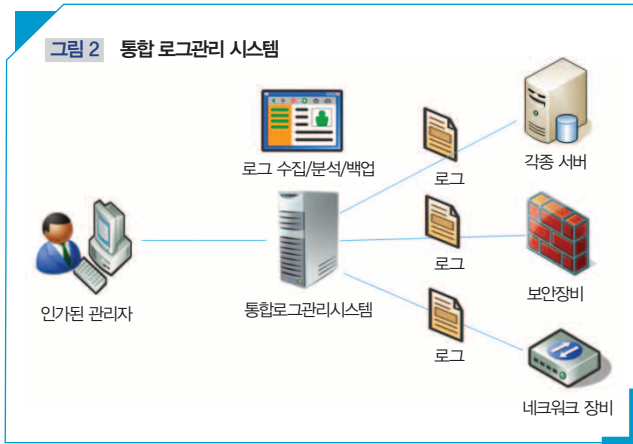 그림 2 통합 로그관리 시스템
로그 수집/분석/백업
로그
각종 서버
인가된 관리자
통합로그관리시스템
로그
보안장비
로그
네크워크 장비